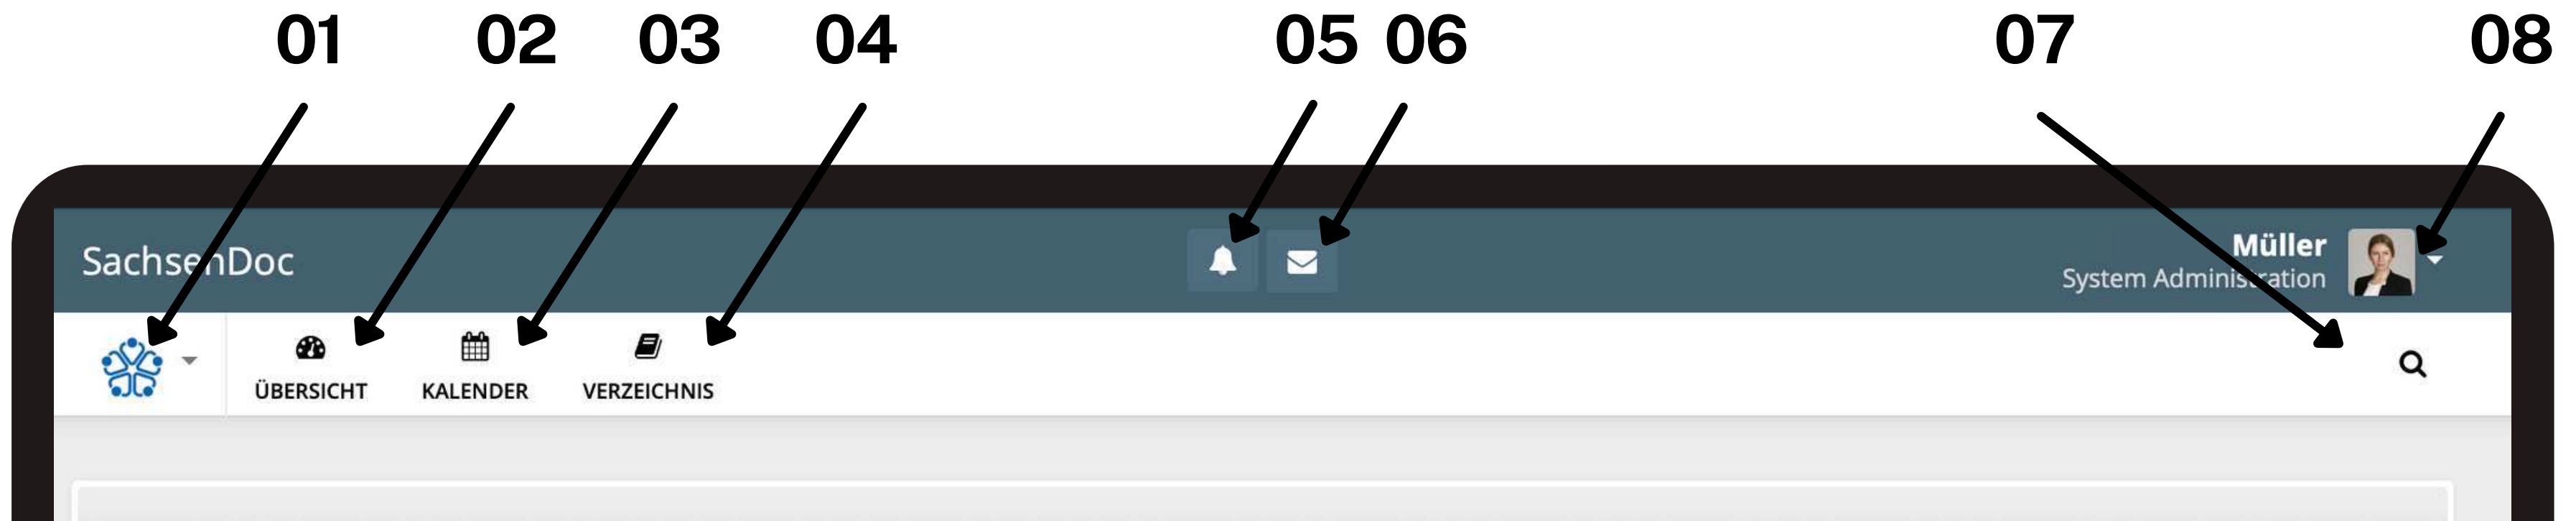 01 02 03 04 05 06 07 08
SachsenDoc
Müller
System Administration
ÜBERSICHT KALENDER VERZEICHNIS